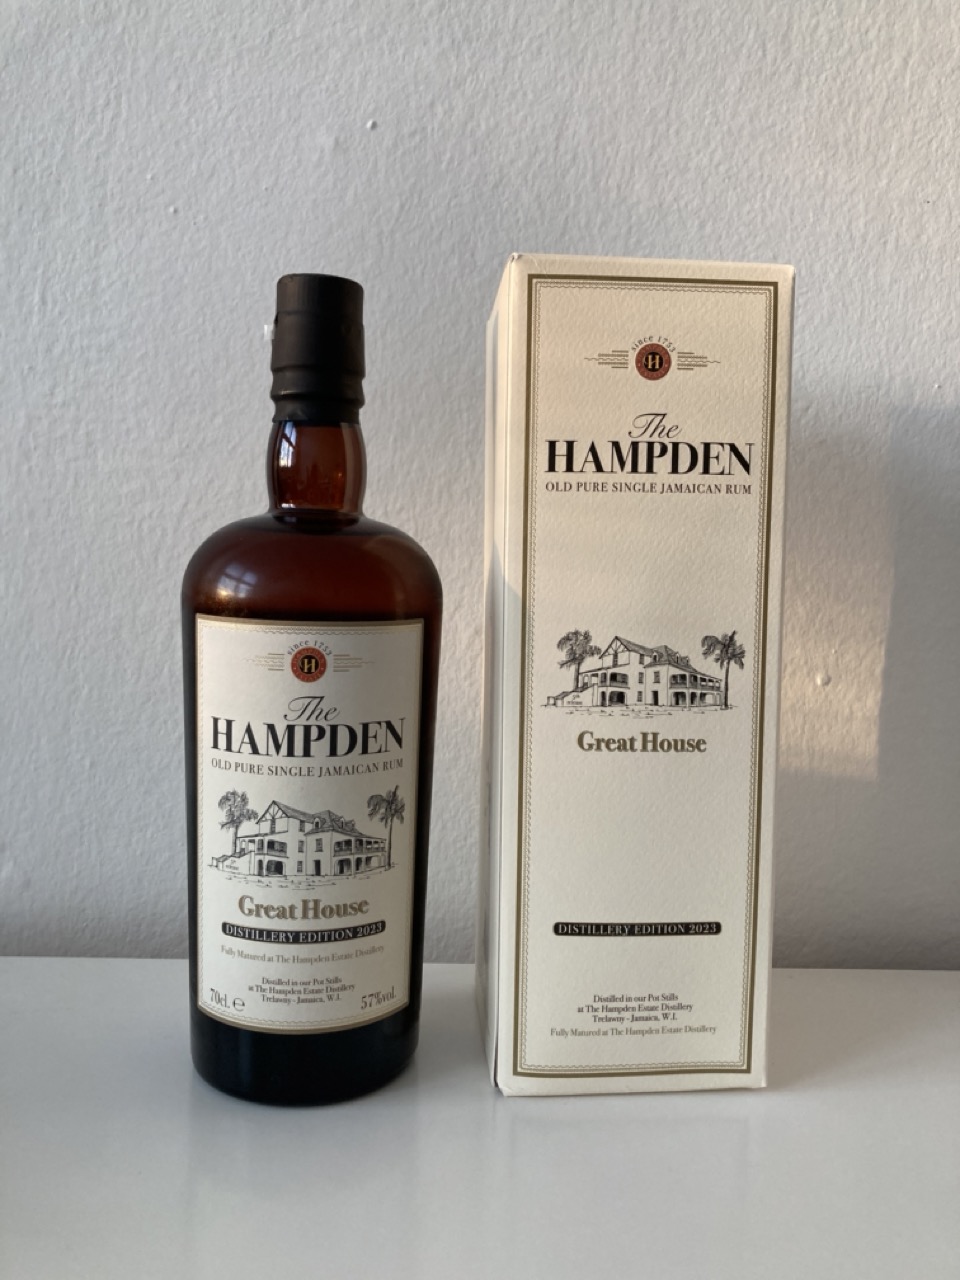 since 1753
H
The
HAMPDEN
OLD PURE SINGLE JAMAICAN RUM
Great House
DISTILLERY EDITION 2023
Fully Matured at The Hampden Estate Distillery
Distilled in our Pot Stills
at The Hampden Estate Distillery
Trelawny - Jamaica, W.I.
70cl. e
57%vol.
since 1753
H
The
HAMPDEN
OLD PURE SINGLE JAMAICAN RUM
Great House
DISTILLERY EDITION 2023
Distilled in our Pot Stills
at The Hampden Estate Distillery
Trelawny - Jamaica, W.I.
Fully Matured at The Hampden Estate Distillery